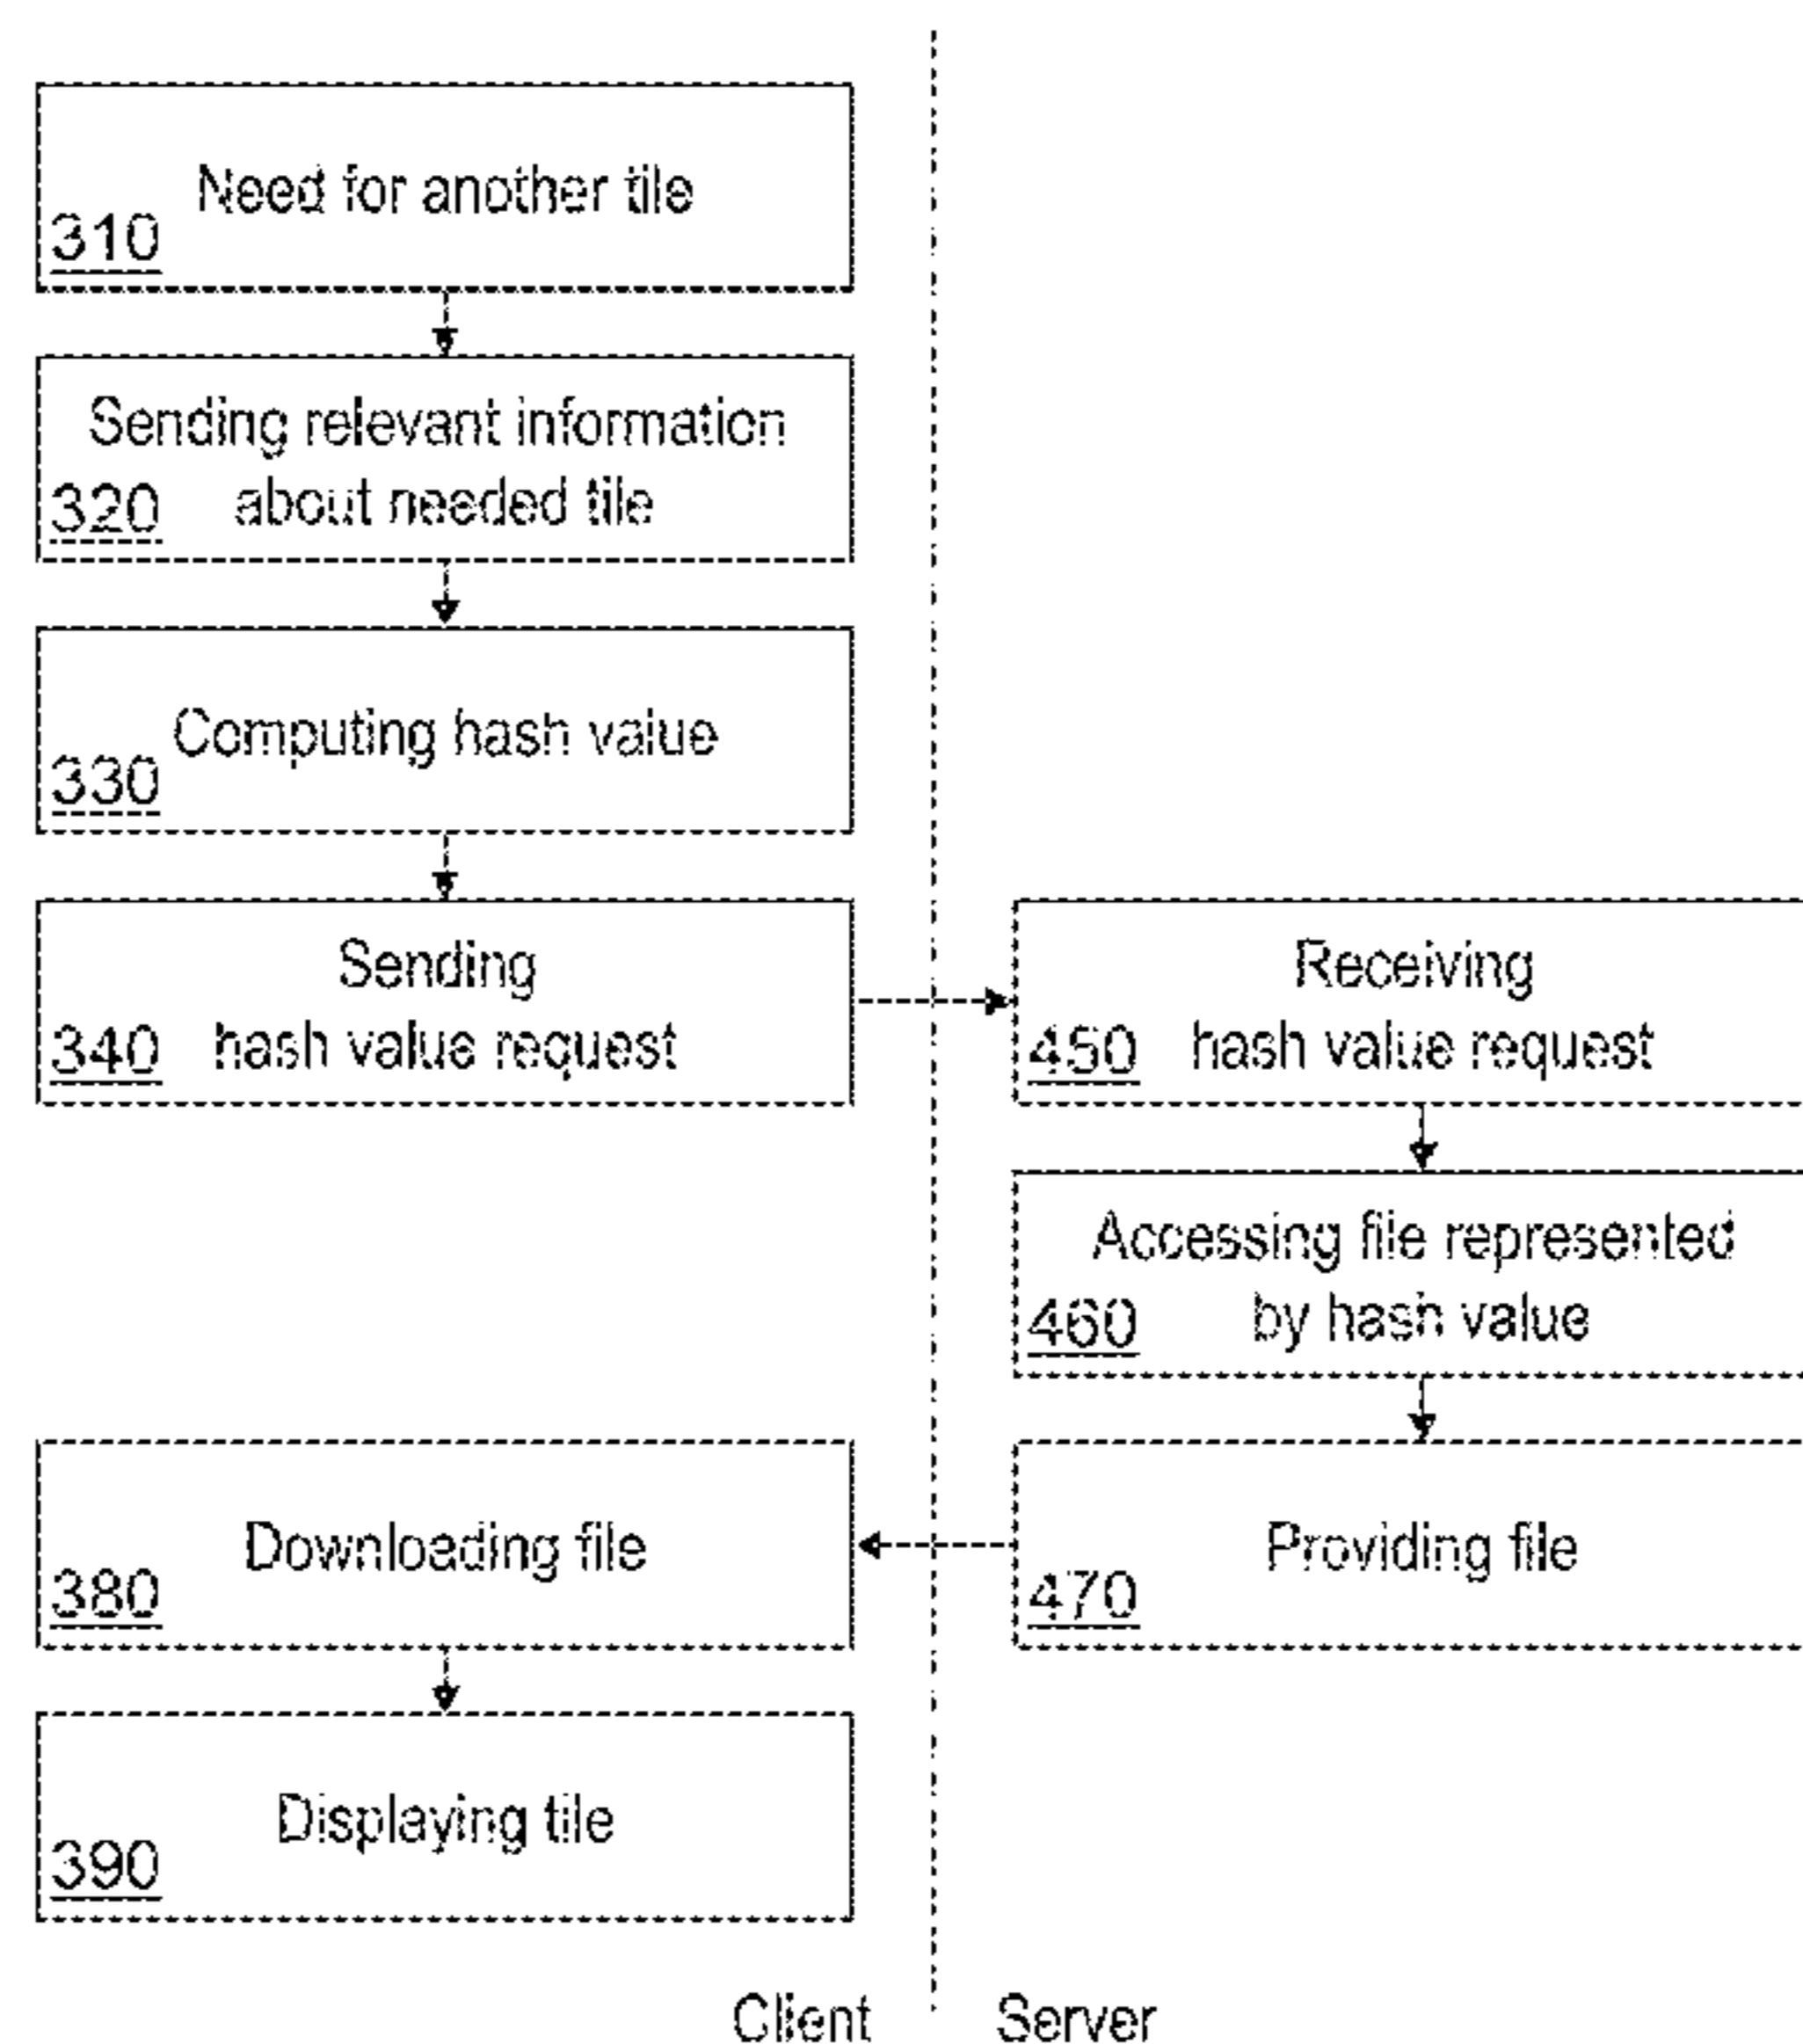 Need for another tile
310
Sending relevant information
about needed tile
320
Computing hash value
330
Sending
hash value request
340
Receiving
hash value request
450
Accessing file represented
by hash value
460
Providing file
470
Downloading file
380
Displaying tile
390
Client
Server